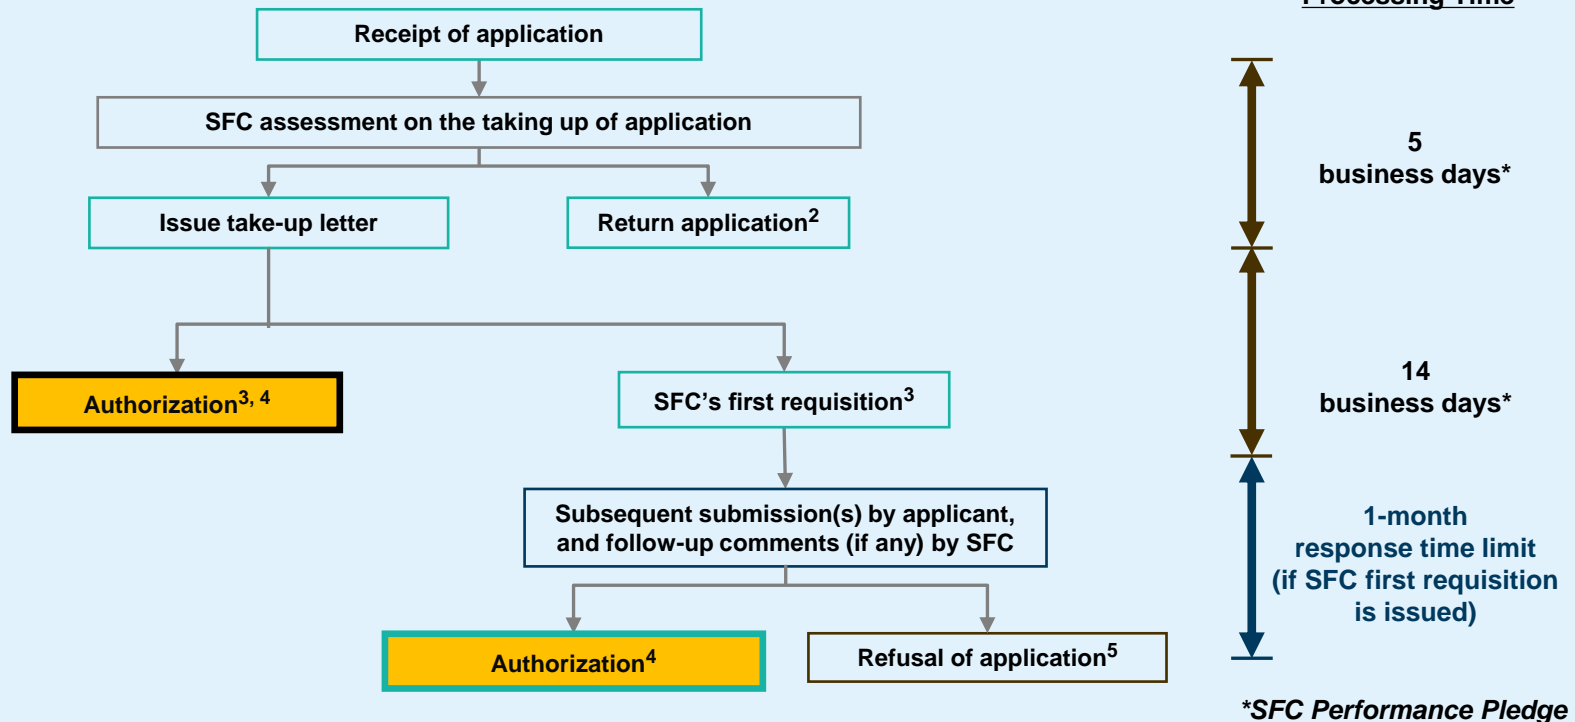 Processing Time
Receipt of application
SFC assessment on the taking up of application
5
business days*
Issue take-up letter
Return application2
14
business days*
Authorization3, 4
SFC's first requisition3
Subsequent submission(s) by applicant,
and follow-up comments (if any) by SFC
1-month
response time limit
(if SFC first requisition
is issued)
Authorization4
Refusal of application5
*SFC Performance Pledge